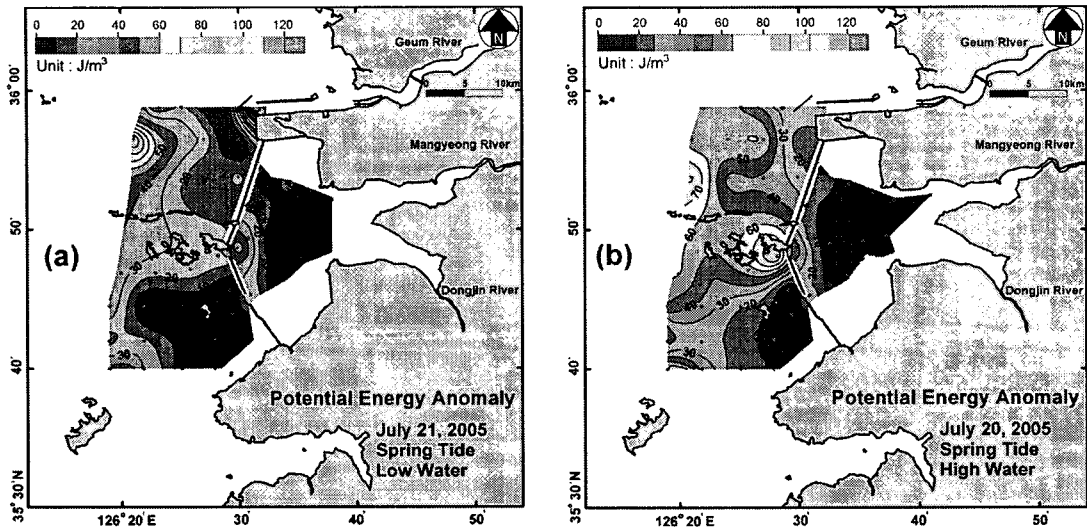 0 20 40 60 80 100 120
Unit : J/m³
Geum River
N
0 5 10km
Mangyeong River
Dongjin River
(a)
Potential Energy Anomaly
July 21, 2005
Spring Tide
Low Water
36° 00'
50'
40'
35° 30'
126° 20' E 30' 40' 50'
0 20 40 60 80 100 120
Unit : J/m³
Geum River
N
0 5 10km
Mangyeong River
Dongjin River
(b)
Potential Energy Anomaly
July 20, 2005
Spring Tide
High Water
36° 00'
50'
40'
35° 30'
126° 20' E 30' 40' 50'